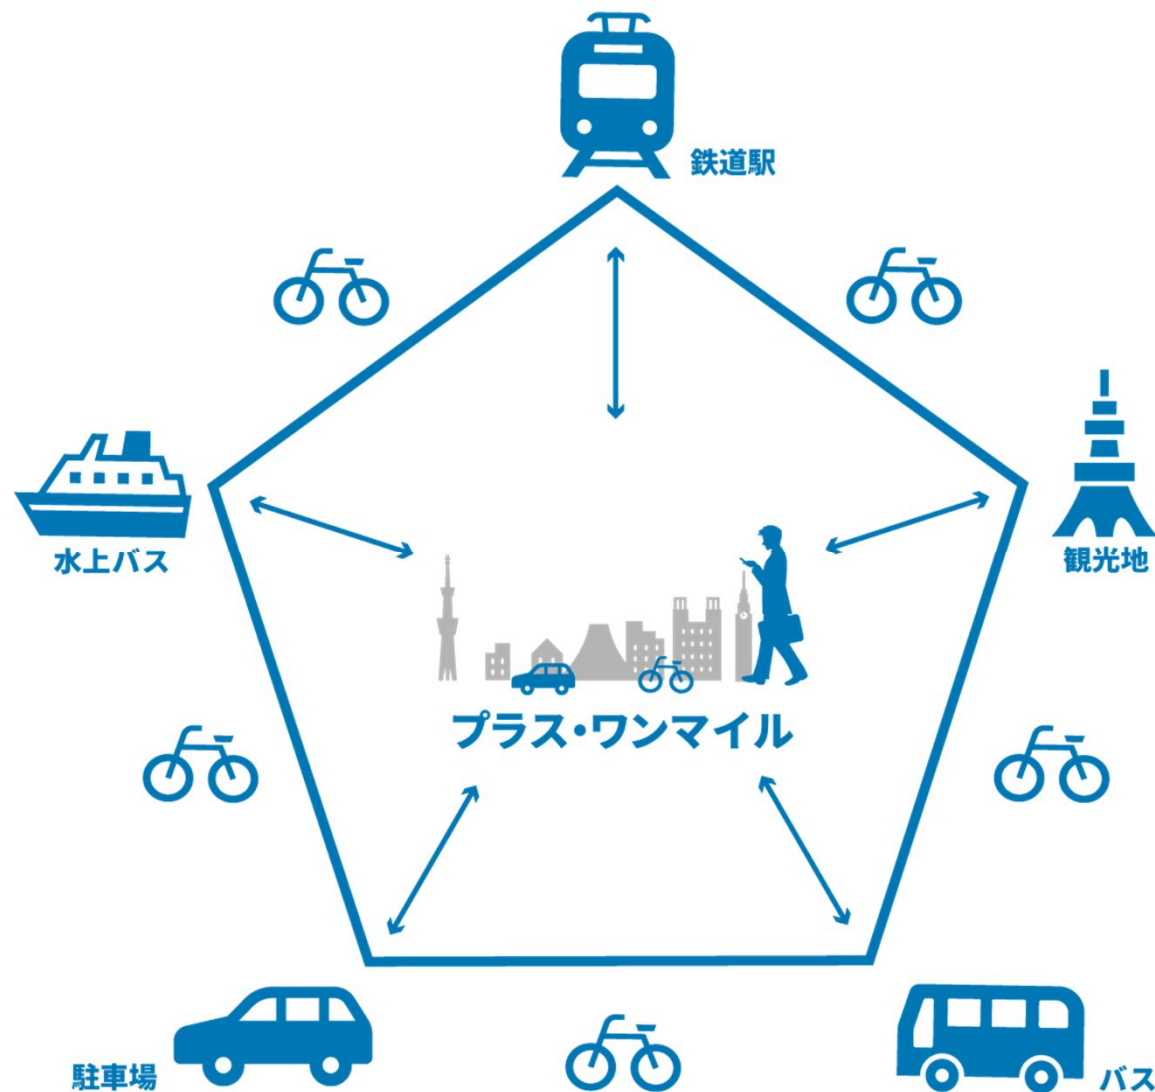 鉄道駅
水上バス
観光地
プラス・ワンマイル
駐車場
バス